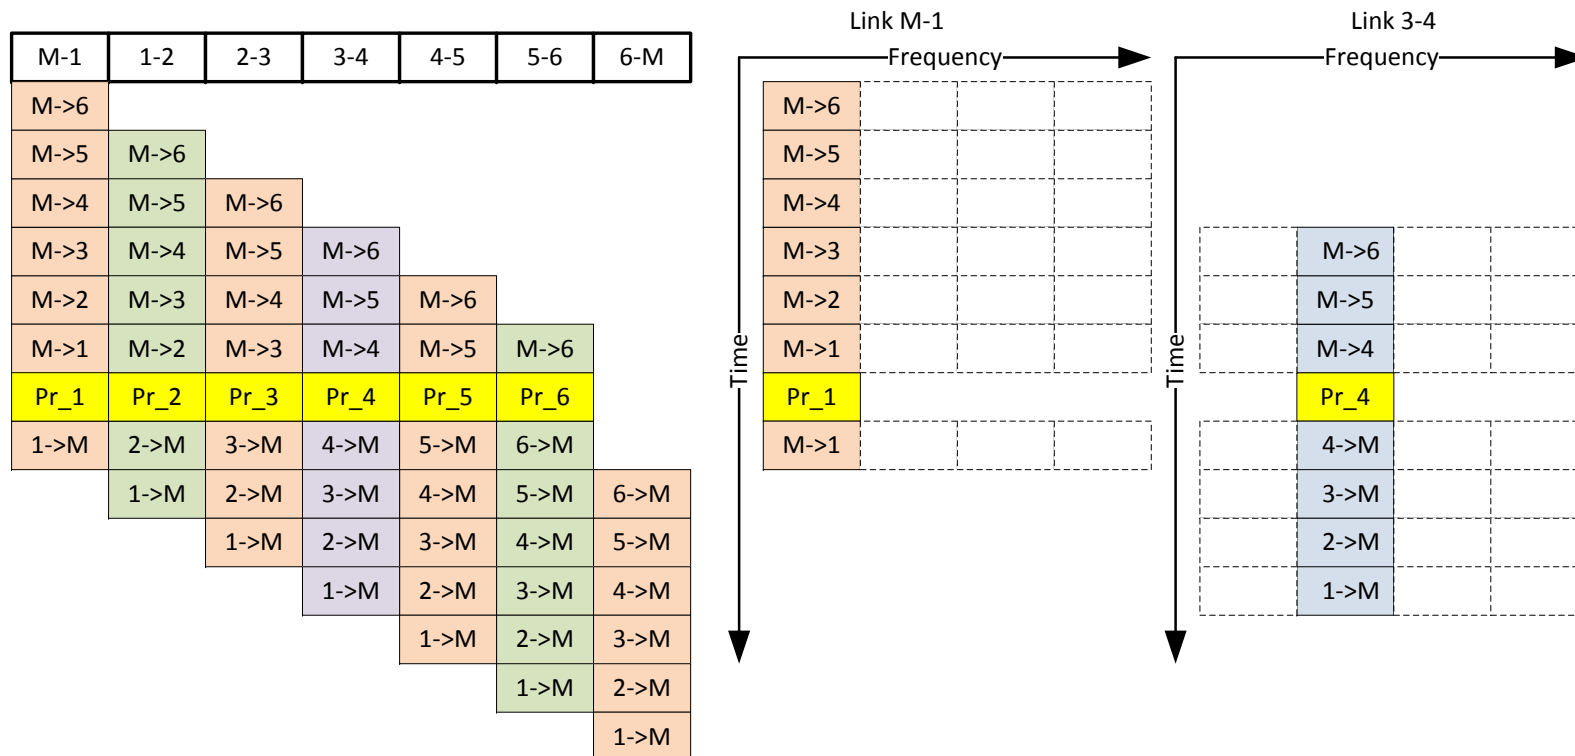 Link M-1 Link 3-4
M-1 1-2 2-3 3-4 4-5 5-6 6-M Frequency Frequency
M->6 M->6
M->5 M->6 M->5
M->4 M->5 M->6 M->4
M->3 M->4 M->5 M->6 M->3 M->6
M->2 M->3 M->4 M->5 M->6 M->2 M->5
M->1 M->2 M->3 M->4 M->5 M->6 Time M->1 Time M->4
Pr_1 Pr_2 Pr_3 Pr_4 Pr_5 Pr_6 Pr_1 Pr_4
1->M 2->M 3->M 4->M 5->M 6->M M->1 4->M
1->M 2->M 3->M 4->M 5->M 6->M 3->M
1->M 2->M 3->M 4->M 5->M 2->M
1->M 2->M 3->M 4->M 1->M
1->M 2->M 3->M
1->M 2->M
1->M